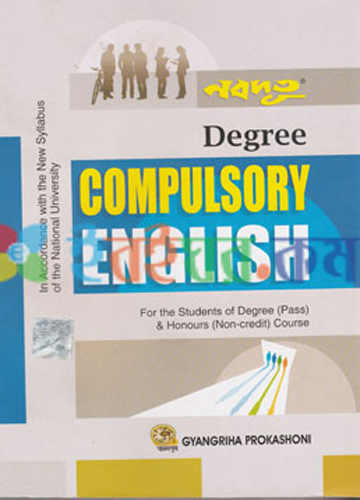 নবদূত®
Degree
COMPULSORY
ENGLISH
In Accordance with the New Syllabus
of the National University
For the Students of Degree (Pass)
& Honours (Non-credit) Course
GYANGRIHA PROKASHONI